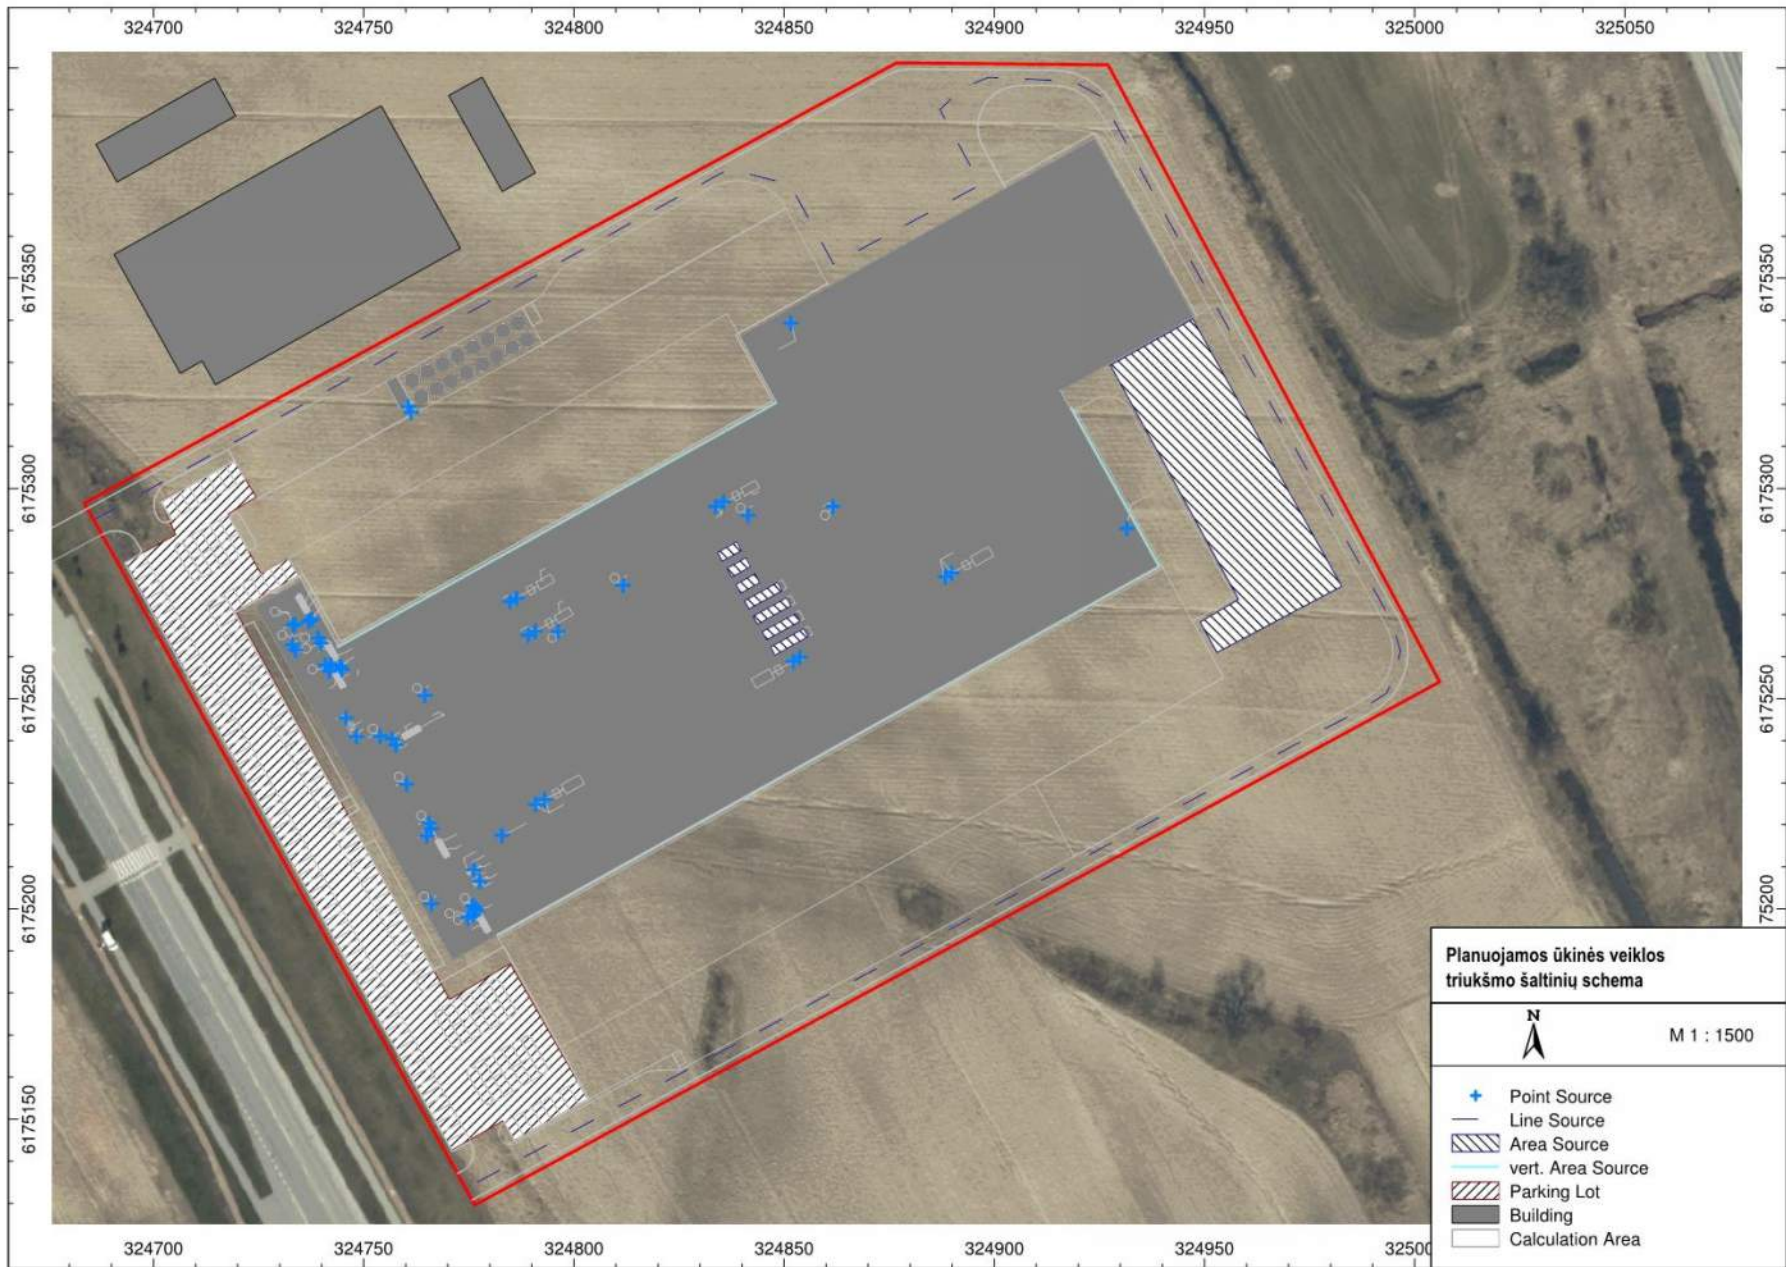 324700 324750 324800 324850 324900 324950 325000 325050
6175350 6175350
6175300 6175300
6175250 6175250
6175200 6175200
6175150
Planuojamos ūkinės veiklos
triukšmo šaltinių schema
N
M 1 : 1500
Point Source
Line Source
Area Source
vert. Area Source
Parking Lot
Building
Calculation Area
324700 324750 324800 324850 324900 324950 32500